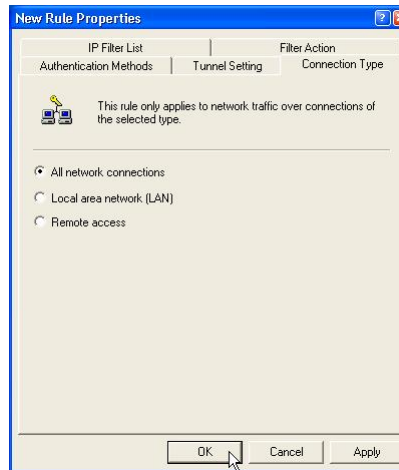 New Rule Properties
IP Filter List
Filter Action
Authentication Methods
Tunnel Setting
Connection Type
This rule only applies to network traffic over connections of
the selected type.
All network connections
Local area network (LAN)
Remote access
OK
Cancel
Apply